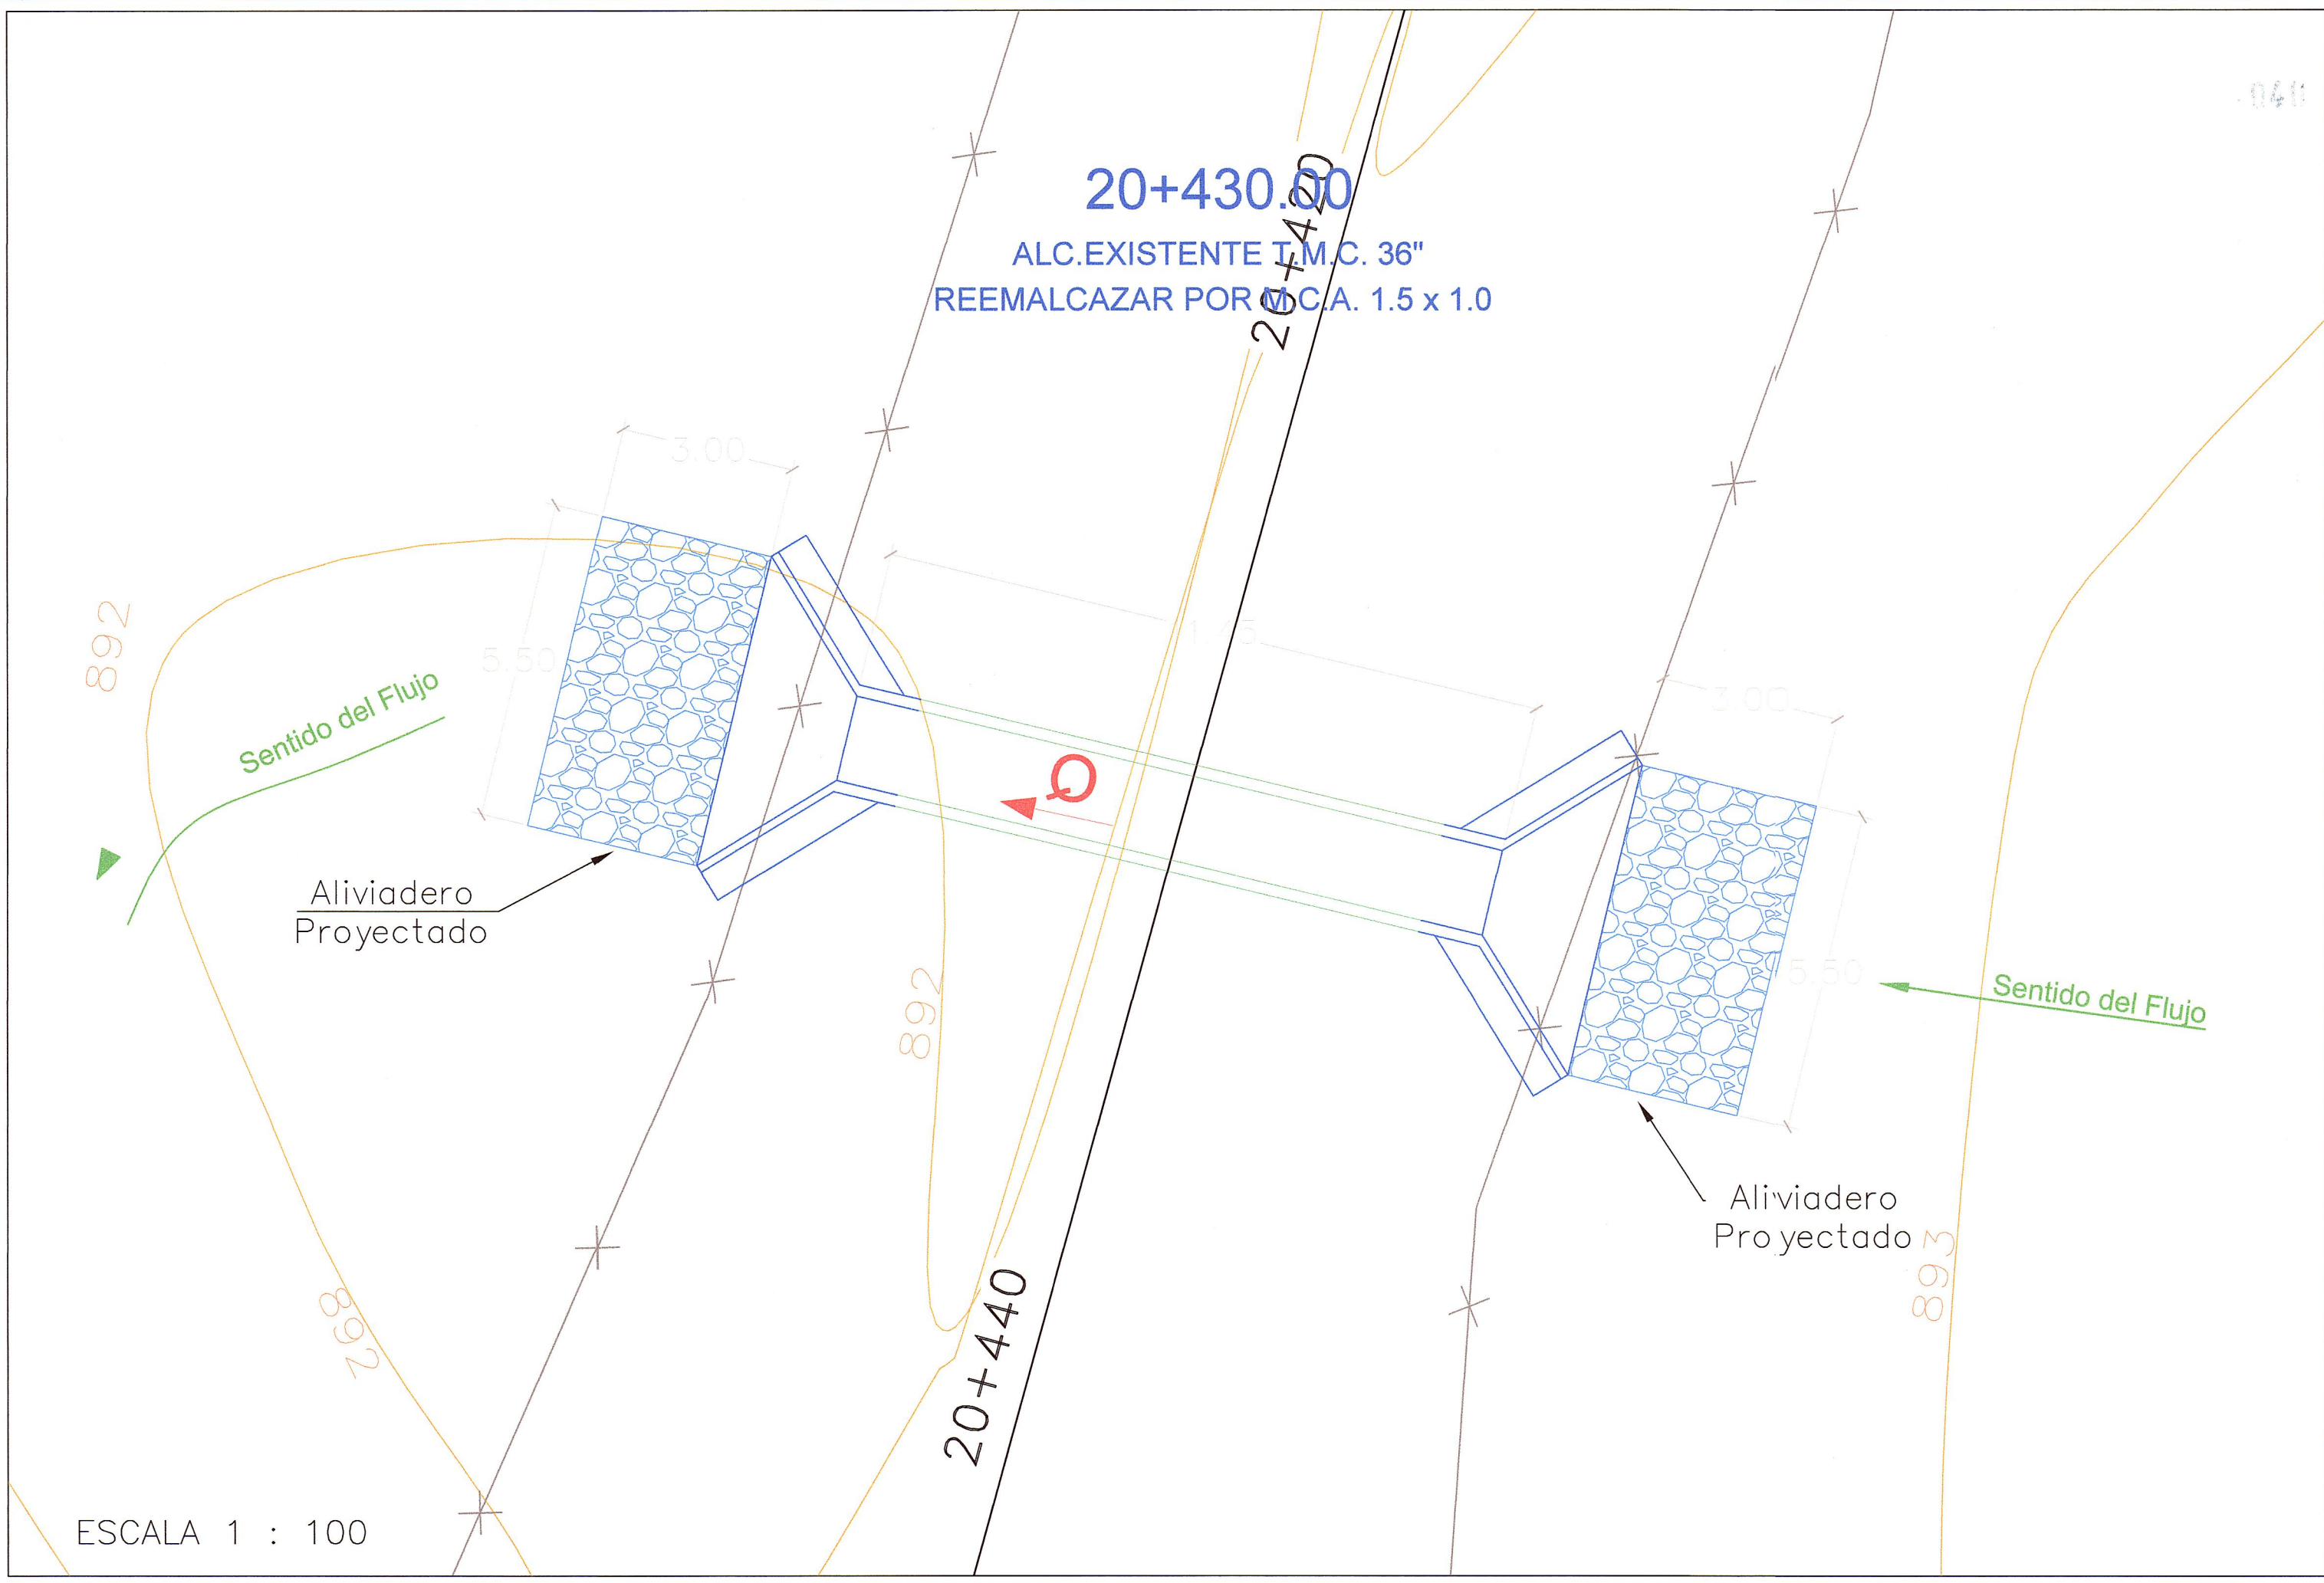 20+430.00
ALC.EXISTENTE T.M.C. 36"
REEMALCAZAR POR M.C.A. 1.5 x 1.0
20+420
3.00
5.50
892
Sentido del Flujo
Aliviadero
Proyectado
Q
3.00
5.50
Sentido del Flujo
892
Aliviadero
Proyectado
893
892
20+440
ESCALA 1 : 100